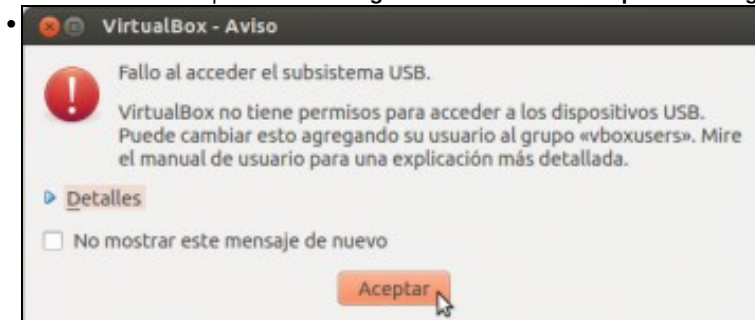 VirtualBox - Aviso
Fallo al acceder el subsistema USB.
VirtualBox no tiene permisos para acceder a los dispositivos USB.
Puede cambiar esto agregando su usuario al grupo «vboxusers». Mire
el manual de usuario para una explicación más detallada.
Detalles
No mostrar este mensaje de nuevo
Aceptar